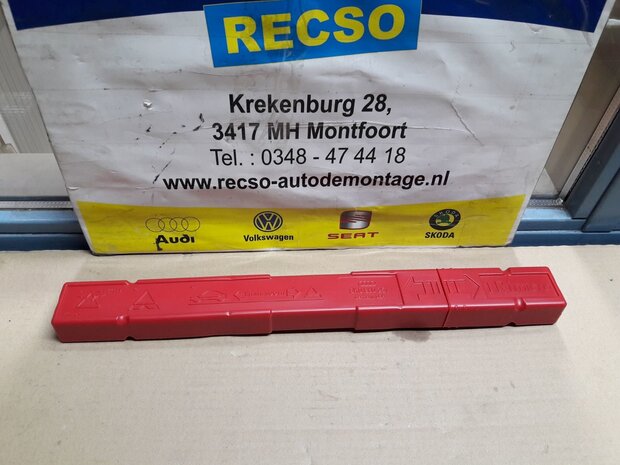 RECSO
Krekenburg 28,
3417 MH Montfoort
Tel. : 0348 - 47 44 18
www.recso-autodemontage.nl
Audi
Volkswagen
SEAT
SKODA